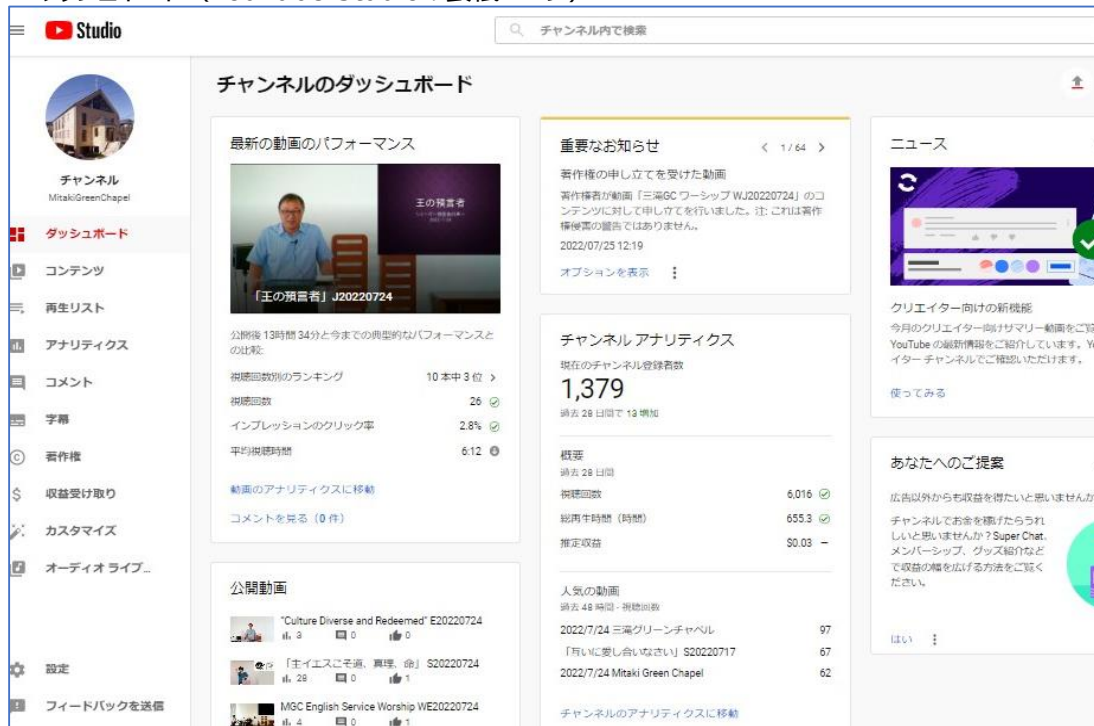 Studio
チャンネル内で検索
チャンネル
MitakiGreenChapel
ダッシュボード
コンテンツ
再生リスト
アナリティクス
コメント
字幕
著作権
収益受け取り
カスタマイズ
オーディオ ライブ...
設定
フィードバックを送信
チャンネルのダッシュボード
最新の動画のパフォーマンス
王の預言者
「王の預言者」J20220724
公開後 13時間 34分と今までの典型的なパフォーマンスと
の比較:
視聴回数別のランキング 10 本中 3 位 >
視聴回数 26
インプレッションのクリック率 2.8%
平均視聴時間 6:12
動画のアナリティクスに移動
コメントを見る（0 件）
公開動画
"Culture Diverse and Redeemed" E20220724
3 0 0
「主イエスこそ道、真理、命」 S20220724
28 0 1
MGC English Service Worship WE20220724
4 0 1
重要なお知らせ < 1 / 64 >
著作権の申し立てを受けた動画
著作権者が動画「三滝GC ワーシップ WJ20220724」のコ
ンテンツに対して申し立てを行いました。注: これは著作
権侵害の警告ではありません。
2022/07/25 12:19
オプションを表示
チャンネル アナリティクス
現在のチャンネル登録者数
1,379
過去 28 日間で 13 増加
概要
過去 28 日間
視聴回数 6,016
総再生時間（時間） 655.3
推定収益 $0.03 —
人気の動画
過去 48 時間 · 視聴回数
2022/7/24 三滝グリーンチャペル 97
「互いに愛し合いなさい」S20220717 67
2022/7/24 Mitaki Green Chapel 62
チャンネルのアナリティクスに移動
ニュース
クリエイター向けの新機能
今月のクリエイター向けサマリー動画をご覧
YouTube の最新情報をご紹介しています。
イター チャンネルでご確認いただけます。
使ってみる
あなたへのご提案
広告以外からも収益を得たいと思いませんか
チャンネルでお金を稼げたらうれ
しいと思いませんか？Super Chat、
メンバーシップ、グッズ紹介など
で収益の幅を広げる方法をご覧く
ださい。
はい